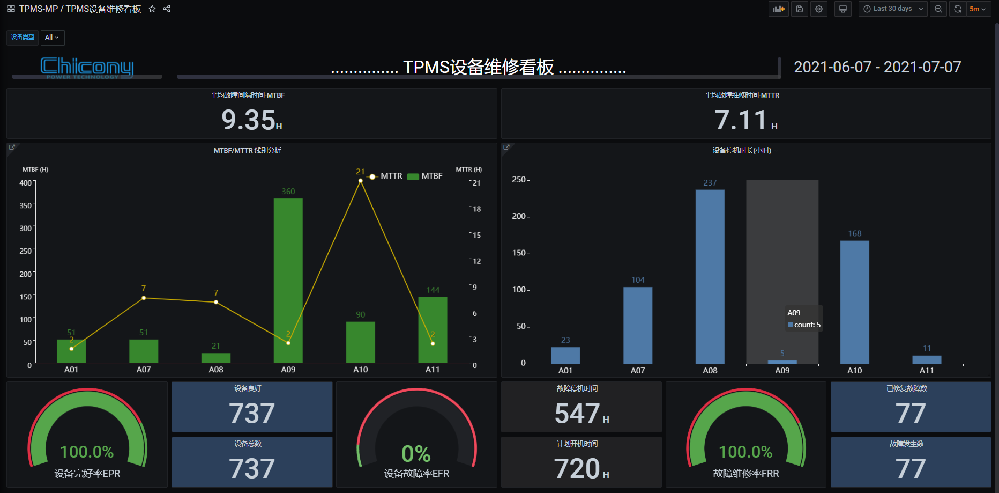 TPMS-MP / TPMS设备维修看板
Last 30 days
5m
设备类型
All
Chicony
POWER TECHNOLOGY
............... TPMS设备维修看板 ...............
2021-06-07 - 2021-07-07
平均故障间隔时间-MTBF
9.35H
平均故障维修时间-MTTR
7.11 H
MTBF/MTTR 线别分析
MTBF (H)
MTTR
MTBF
MTTR (H)
400
350
300
250
200
150
100
50
0
21
18
15
12
9
6
3
0
51
2
51
7
21
7
360
2
90
21
144
2
A01
A07
A08
A09
A10
A11
设备停机时长(小时)
250
200
150
100
50
0
23
104
237
5
168
11
A09
count: 5
A01
A07
A08
A09
A10
A11
100.0%
设备完好率EPR
设备良好
737
设备总数
737
0%
设备故障率EFR
故障停机时间
547 H
计划开机时间
720 H
100.0%
故障维修率FRR
已修复故障数
77
故障发生数
77